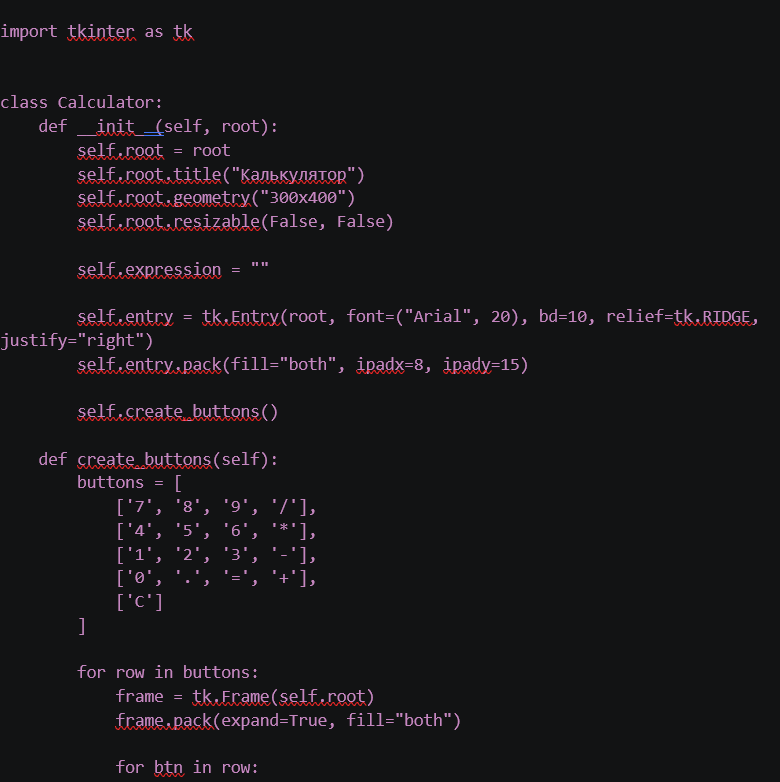 import tkinter as tk
class Calculator:
    def __init__(self, root):
        self.root = root
        self.root.title("Калькулятор")
        self.root.geometry("300x400")
        self.root.resizable(False, False)
        self.expression = ""
        self.entry = tk.Entry(root, font=("Arial", 20), bd=10, relief=tk.RIDGE,
justify="right")
        self.entry.pack(fill="both", ipadx=8, ipady=15)
        self.create_buttons()
    def create_buttons(self):
        buttons = [
            ['7', '8', '9', '/'],
            ['4', '5', '6', '*'],
            ['1', '2', '3', '-'],
            ['0', '.', '=', '+'],
            ['C']
        ]
        for row in buttons:
            frame = tk.Frame(self.root)
            frame.pack(expand=True, fill="both")
            for btn in row: